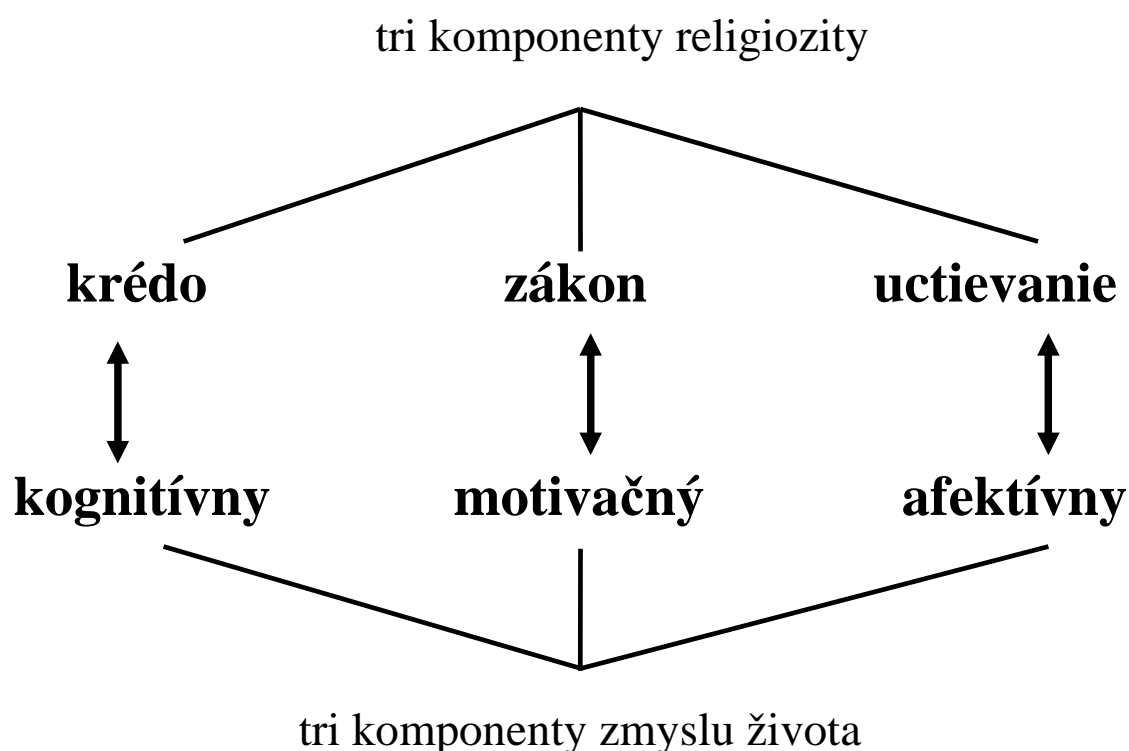 tri komponenty religiozity
krédo zákon uctievanie
kognitívny motivačný afektívny
tri komponenty zmyslu života